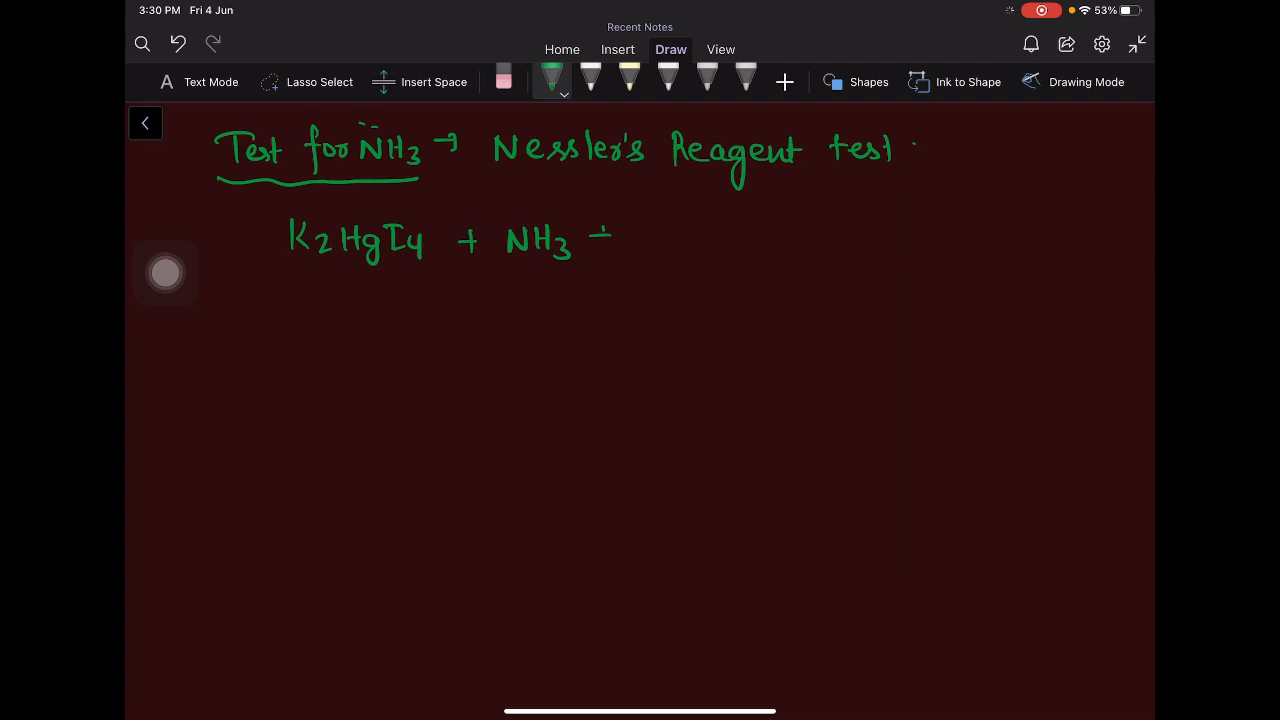 3:30 PM Fri 4 Jun
53%
Recent Notes
Home Insert Draw View
Text Mode Lasso Select Insert Space Shapes Ink to Shape Drawing Mode
Test for NH3 → Nessler's Reagent test.
K2HgI4 + NH3 +